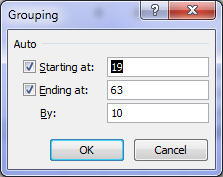 Grouping
Auto
Starting at: 19
Ending at: 63
By: 10
OK Cancel